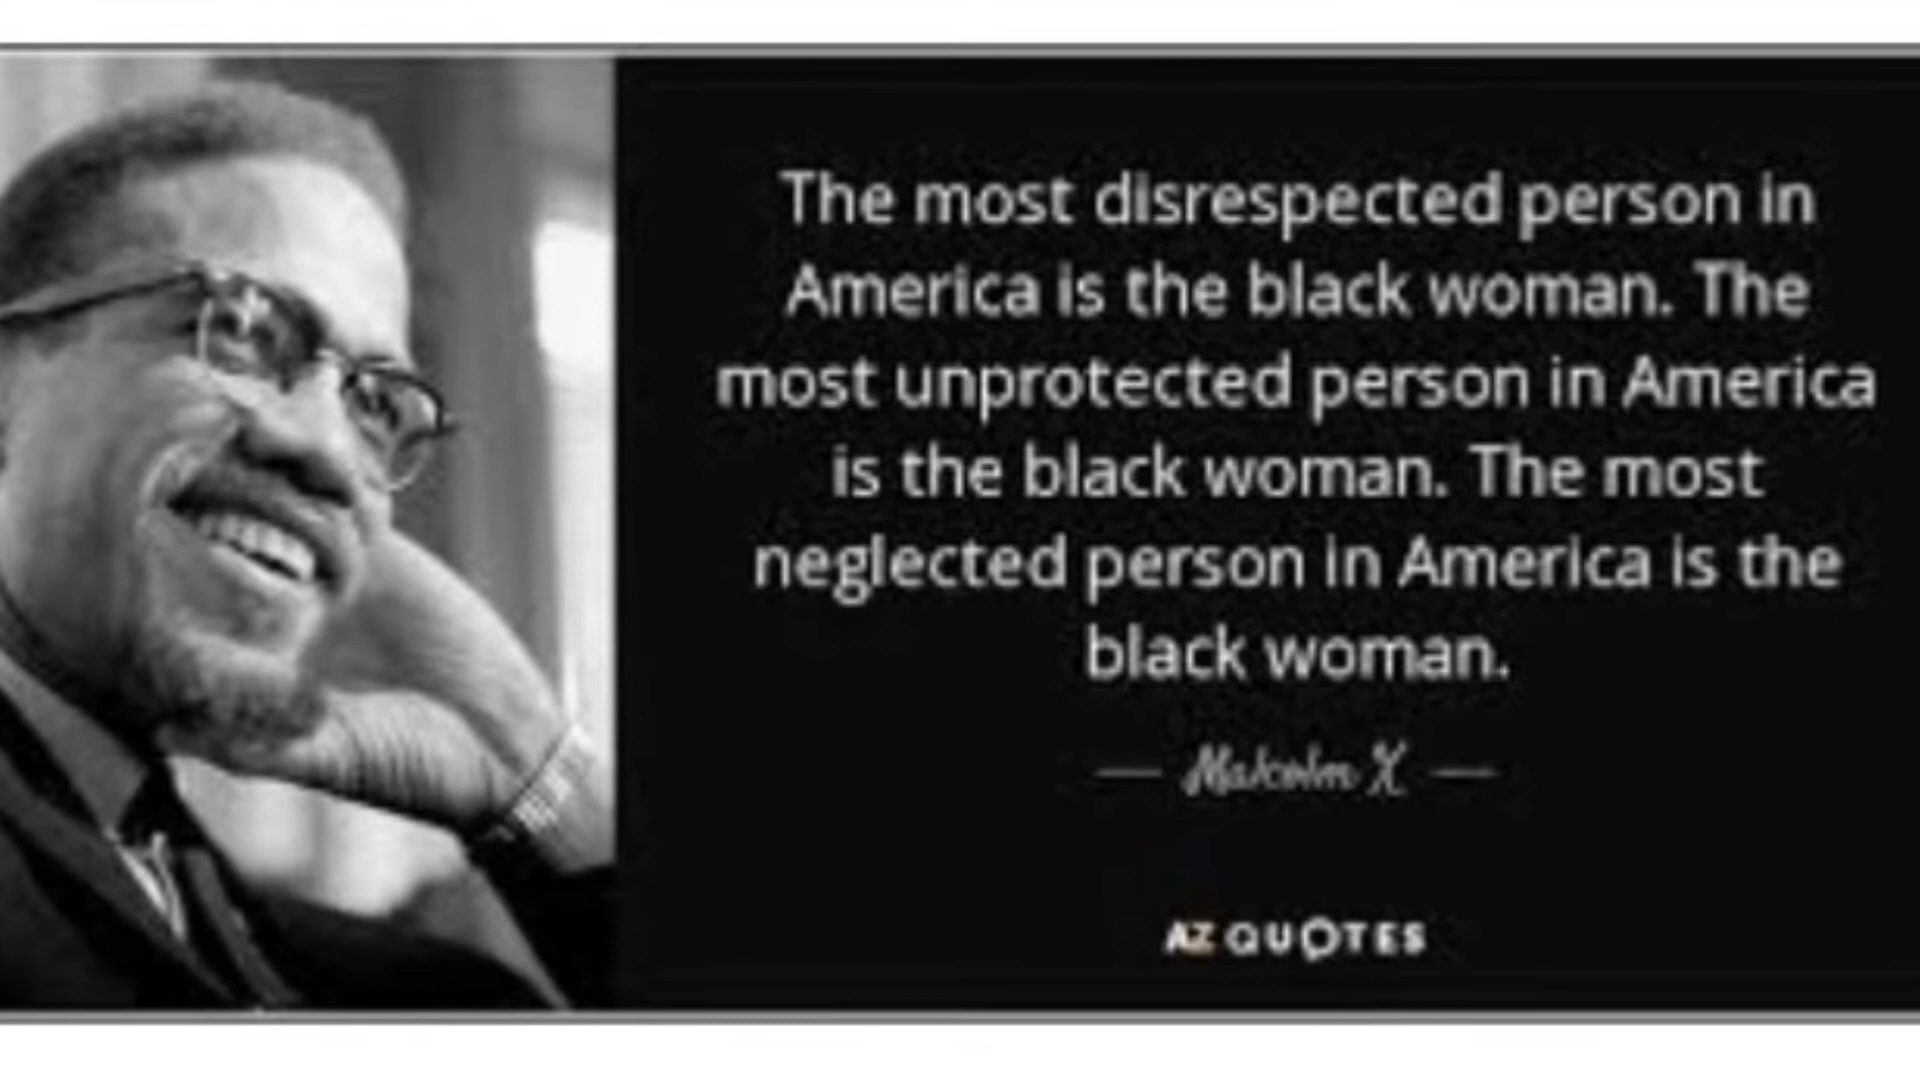 The most disrespected person in
America is the black woman. The
most unprotected person in America
is the black woman. The most
neglected person in America is the
black woman.
— Malcolm X —
AZ QUOTES